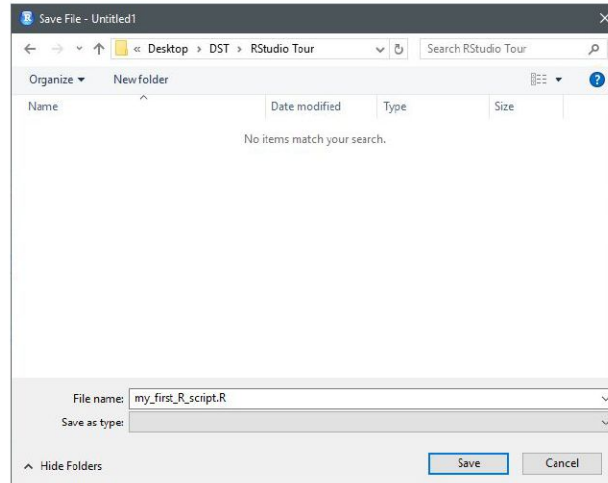 Save File - Untitled1
« Desktop › DST › RStudio Tour
Search RStudio Tour
Organize
New folder
Name Date modified Type Size
No items match your search.
File name: my_first_R_script.R
Save as type:
Hide Folders
Save Cancel